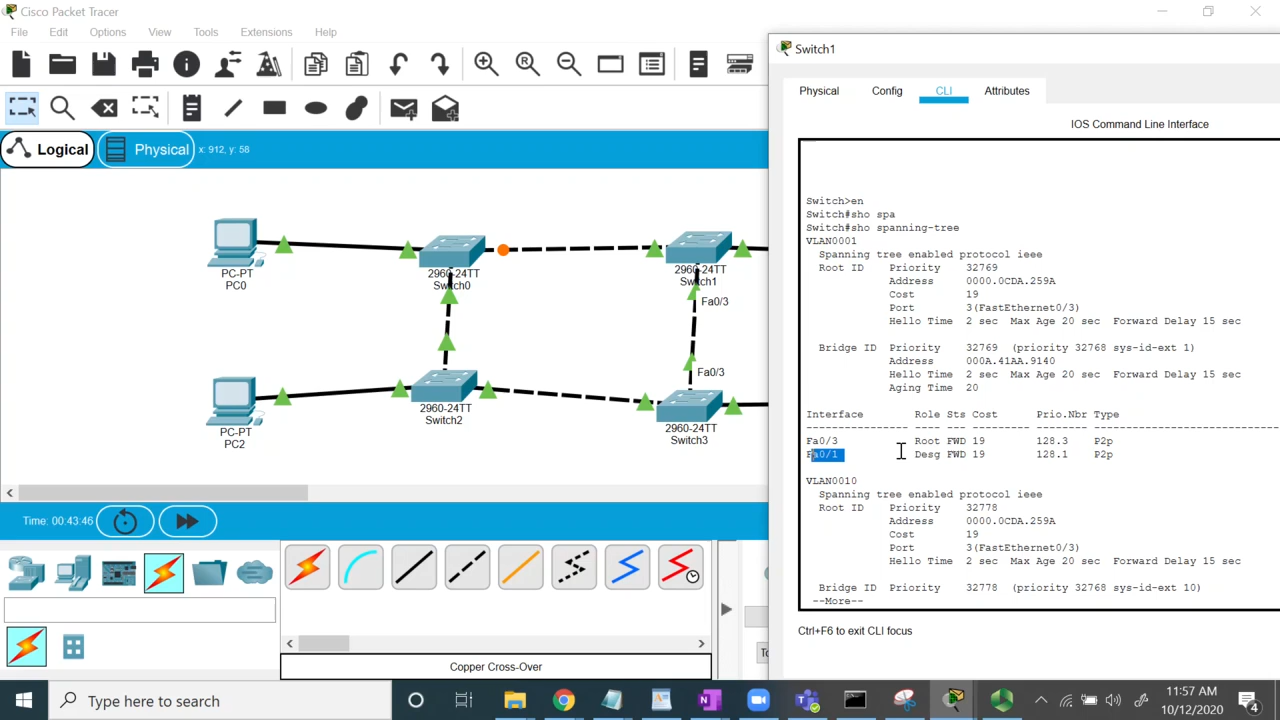 Cisco Packet Tracer
File Edit Options View Tools Extensions Help
Logical
Physical
x: 912, y: 58
PC-PT
PC0
2960-24TT
Switch0
2960-24TT
Switch1
Fa0/3
Fa0/3
PC-PT
PC2
2960-24TT
Switch2
2960-24TT
Switch3
Time: 00:43:46
Copper Cross-Over
To
Switch1
Physical Config CLI Attributes
IOS Command Line Interface
Switch>en
Switch#sho spa
Switch#sho spanning-tree
VLAN0001
Spanning tree enabled protocol ieee
Root ID Priority 32769
Address 0000.0CDA.259A
Cost 19
Port 3(FastEthernet0/3)
Hello Time 2 sec Max Age 20 sec Forward Delay 15 sec
Bridge ID Priority 32769 (priority 32768 sys-id-ext 1)
Address 000A.41AA.9140
Hello Time 2 sec Max Age 20 sec Forward Delay 15 sec
Aging Time 20
Interface Role Sts Cost Prio.Nbr Type
---------------- ---- --- --------- -------- --------------------------------
Fa0/3 Root FWD 19 128.3 P2p
Fa0/1 Desg FWD 19 128.1 P2p
VLAN0010
Spanning tree enabled protocol ieee
Root ID Priority 32778
Address 0000.0CDA.259A
Cost 19
Port 3(FastEthernet0/3)
Hello Time 2 sec Max Age 20 sec Forward Delay 15 sec
Bridge ID Priority 32778 (priority 32768 sys-id-ext 10)
--More--
Ctrl+F6 to exit CLI focus
Type here to search
11:57 AM
10/12/2020
4